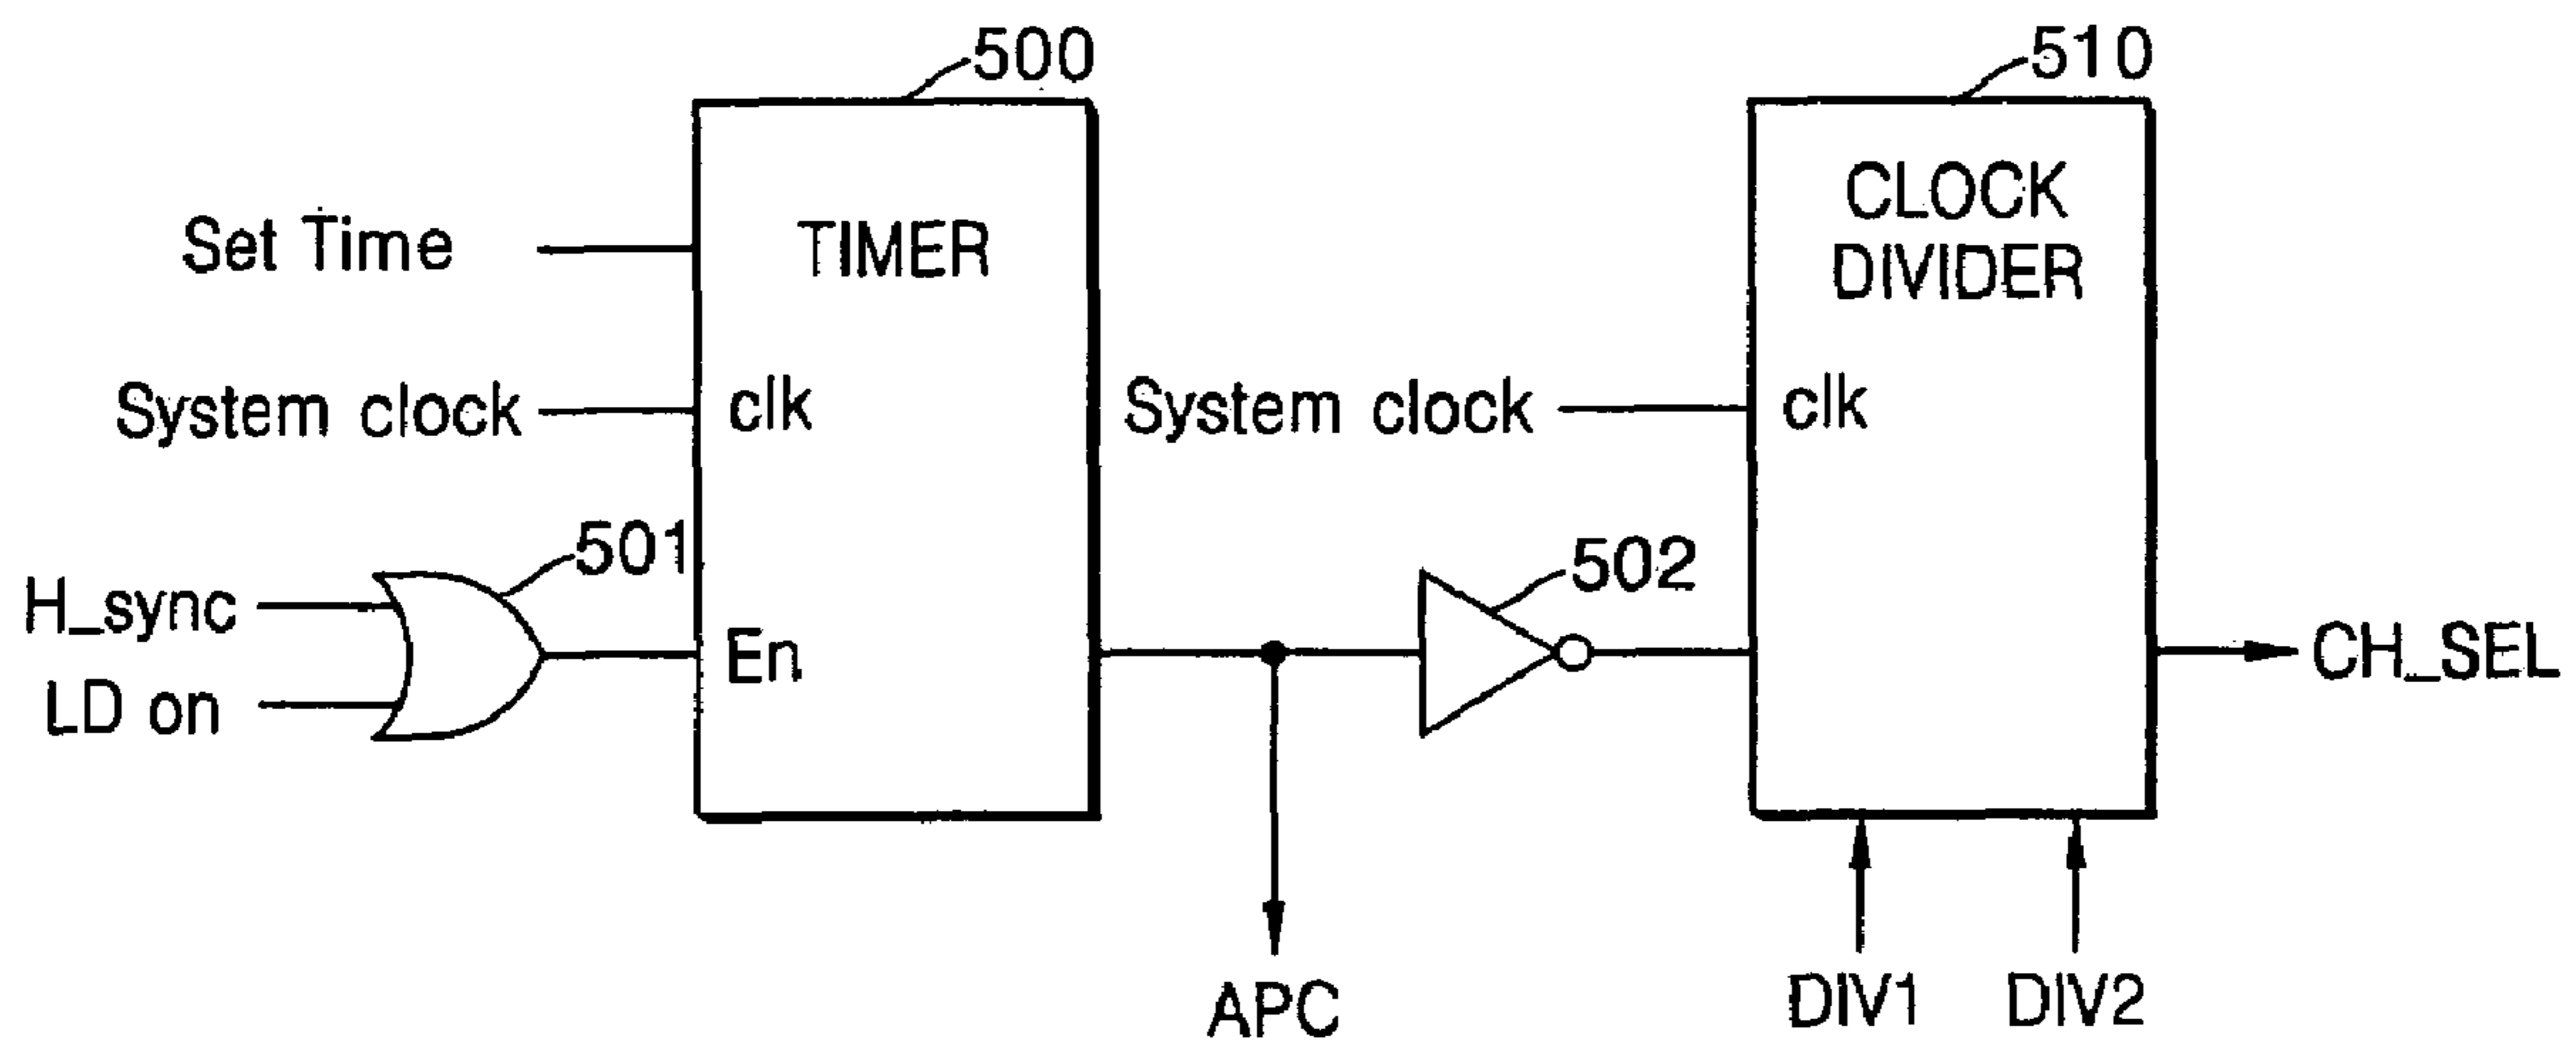 500
510
CLOCK
DIVIDER
Set Time
TIMER
System clock
clk
System clock
clk
501
502
H_sync
En
LD on
CH_SEL
APC
DIV1
DIV2